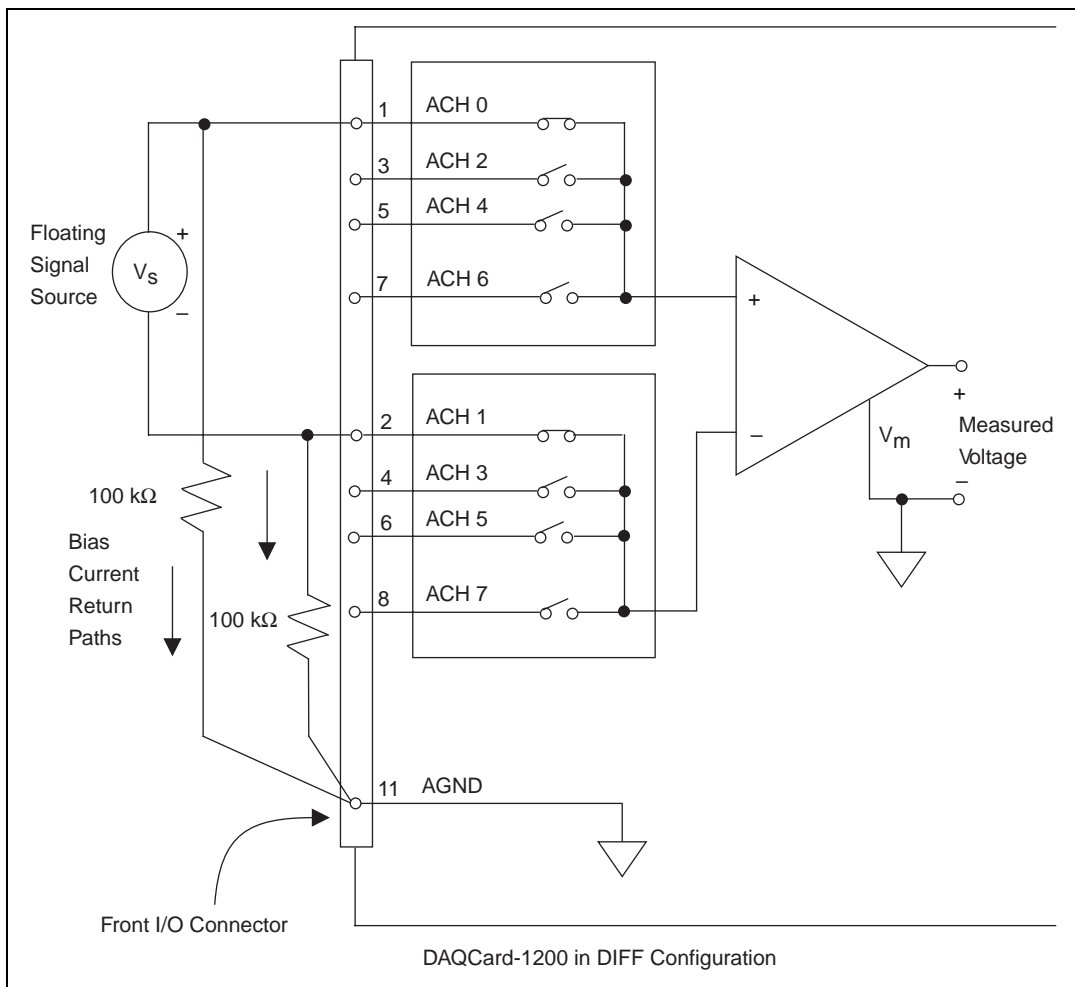 1 ACH 0
3 ACH 2
5 ACH 4
7 ACH 6
Floating
Signal
Source
+
Vs
–
+
–
2 ACH 1
4 ACH 3
6 ACH 5
8 ACH 7
Vm
+
Measured
Voltage
–
100 kΩ
Bias
Current
Return
Paths
100 kΩ
11 AGND
Front I/O Connector
DAQCard-1200 in DIFF Configuration